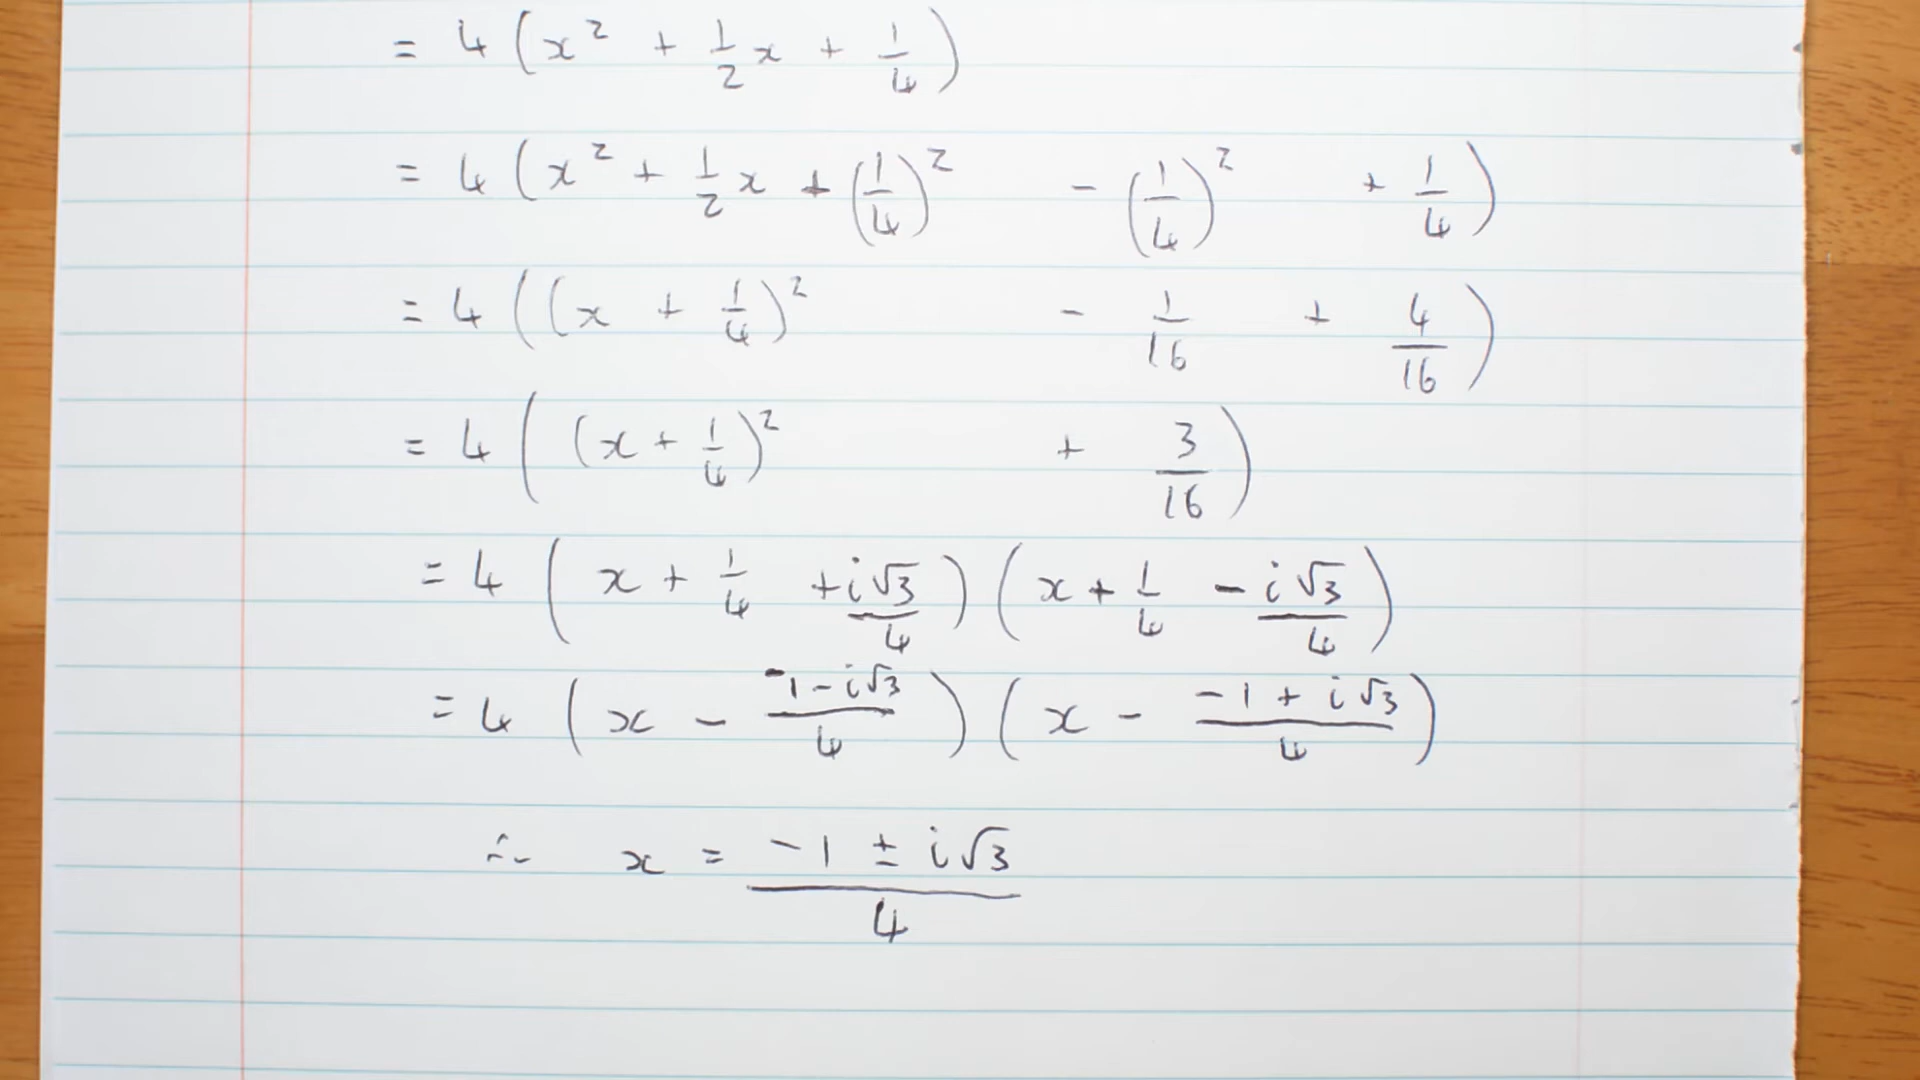 = 4 (x² + 1/2 x + 1/4)
= 4 (x² + 1/2 x + (1/4)² - (1/4)² + 1/4)
= 4 ((x + 1/4)² - 1/16 + 4/16)
= 4 ((x + 1/4)² + 3/16)
= 4 (x + 1/4 + i√3/4) (x + 1/4 - i√3/4)
= 4 (x - (-1 - i√3)/4) (x - (-1 + i√3)/4)
∴ x = (-1 ± i√3)/4